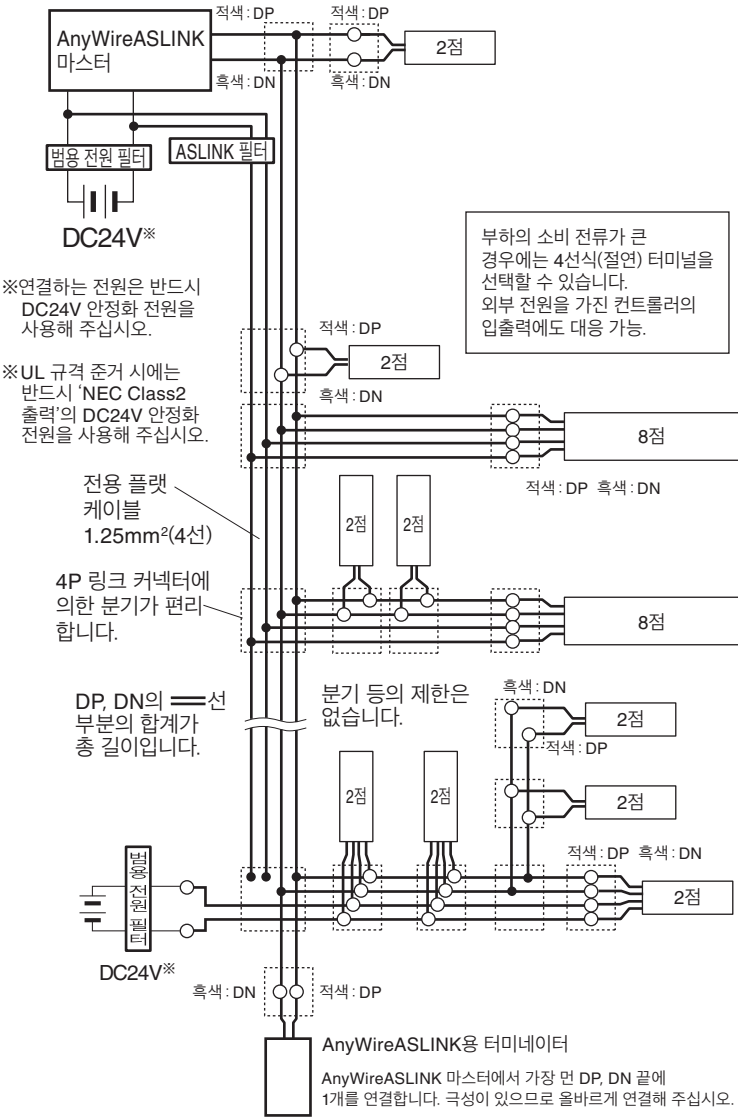 적색:DP
적색:DP
AnyWireASLINK
마스터
2점
흑색:DN
흑색:DN
범용 전원 필터
ASLINK 필터
DC24V※
부하의 소비 전류가 큰
경우에는 4선식(절연) 터미널을
선택할 수 있습니다.
외부 전원을 가진 컨트롤러의
입출력에도 대응 가능.
※연결하는 전원은 반드시
DC24V 안정화 전원을
사용해 주십시오.
적색:DP
2점
흑색:DN
※UL 규격 준거 시에는
반드시 ‘NEC Class2
출력’의 DC24V 안정화
전원을 사용해 주십시오.
8점
적색:DP 흑색:DN
전용 플랫
케이블
1.25mm²(4선)
2점
2점
4P 링크 커넥터에
의한 분기가 편리
합니다.
8점
DP, DN의 ══선
부분의 합계가
총 길이입니다.
분기 등의 제한은
없습니다.
흑색:DN
2점
적색:DP
2점
2점
2점
적색:DP 흑색:DN
2점
범용 전원 필터
DC24V※
흑색:DN
적색:DP
AnyWireASLINK용 터미네이터
AnyWireASLINK 마스터에서 가장 먼 DP, DN 끝에
1개를 연결합니다. 극성이 있으므로 올바르게 연결해 주십시오.